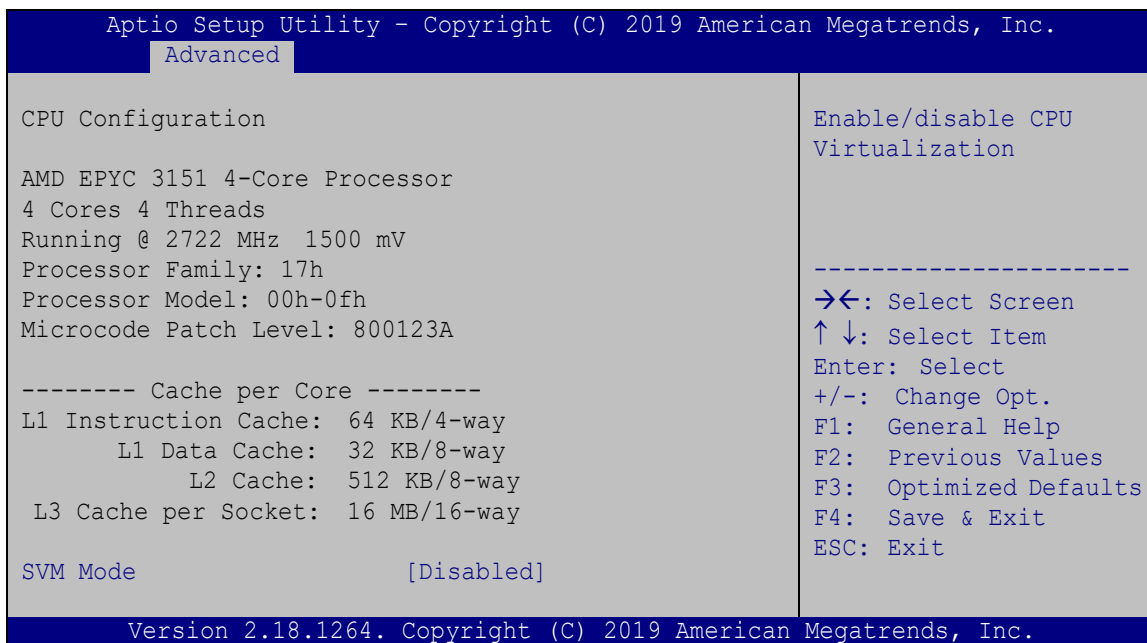 Aptio Setup Utility – Copyright (C) 2019 American Megatrends, Inc.
Advanced
CPU Configuration
AMD EPYC 3151 4-Core Processor
4 Cores 4 Threads
Running @ 2722 MHz 1500 mV
Processor Family: 17h
Processor Model: 00h-0fh
Microcode Patch Level: 800123A
-------- Cache per Core --------
L1 Instruction Cache: 64 KB/4-way
L1 Data Cache: 32 KB/8-way
L2 Cache: 512 KB/8-way
L3 Cache per Socket: 16 MB/16-way
SVM Mode [Disabled]
Enable/disable CPU
Virtualization
----------------------
→←: Select Screen
↑ ↓: Select Item
Enter: Select
+/-: Change Opt.
F1: General Help
F2: Previous Values
F3: Optimized Defaults
F4: Save & Exit
ESC: Exit
Version 2.18.1264. Copyright (C) 2019 American Megatrends, Inc.